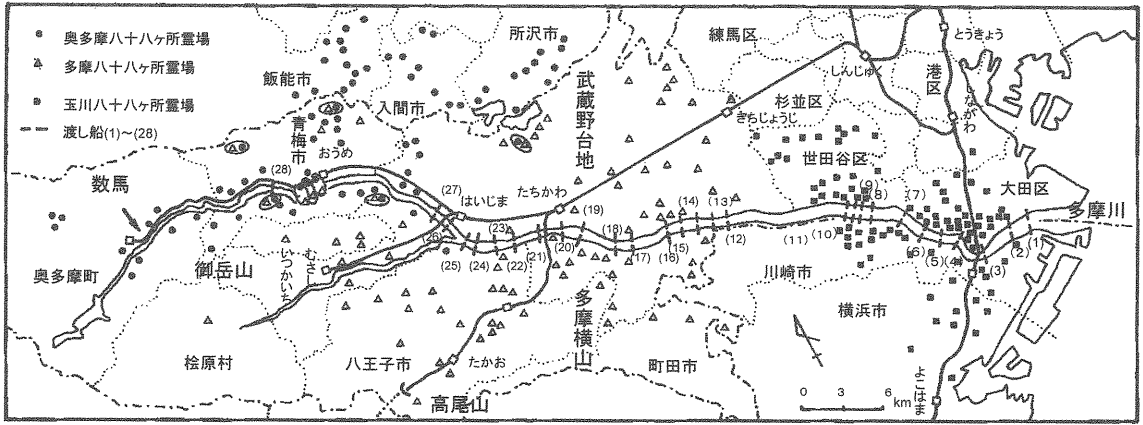 奥多摩八十八ヶ所霊場
多摩八十八ヶ所霊場
玉川八十八ヶ所霊場
渡し船(1)～(28)
所沢市
飯能市
入間市
青梅市
おうめ
武蔵野台地
練馬区
杉並区
世田谷区
港区
大田区
とうきょう
しんじゅく
しながわ
きちじょうじ
たちかわ
はいじま
数馬
奥多摩町
御岳山
むさし
いつかいち
桧原村
八王子市
たかお
高尾山
多摩横山
町田市
川崎市
横浜市
よこはま
多摩川
(28)
(27)
(26)
(25)
(24)
(23)
(22)
(21)
(20)
(19)
(18)
(17)
(16)
(15)
(14)
(13)
(12)
(11)
(10)
(9)
(8)
(7)
(6)
(5)
(4)
(3)
(2)
(1)
0 3 6 km